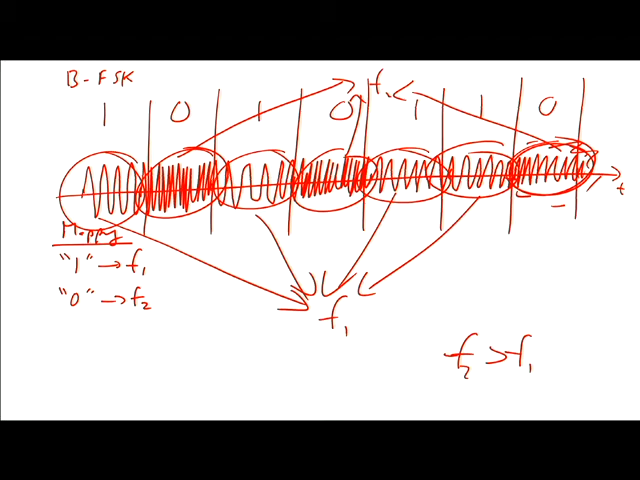 B-FSK
f₂
1 0 1 0 1 1 0
t
Mapping
"1" → f₁
"0" → f₂
f₁
f₂ > f₁